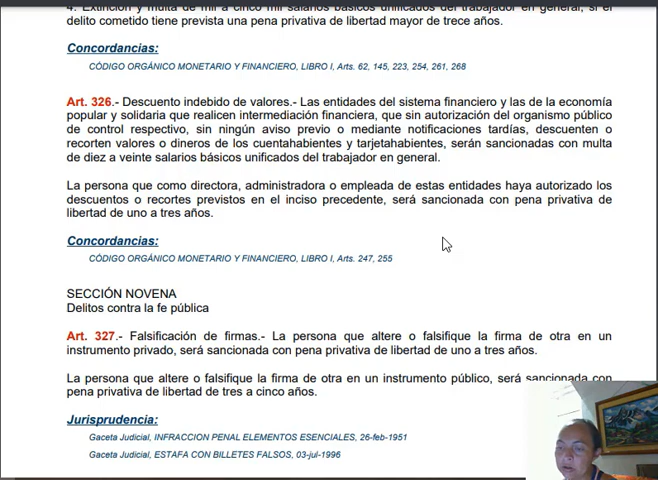 4. Extinción y multa de mil a cinco mil salarios básicos unificados del trabajador en general, si el
delito cometido tiene prevista una pena privativa de libertad mayor de trece años.
Concordancias:
CÓDIGO ORGÁNICO MONETARIO Y FINANCIERO, LIBRO I, Arts. 62, 145, 223, 254, 261, 268
Art. 326.- Descuento indebido de valores.- Las entidades del sistema financiero y las de la economía
popular y solidaria que realicen intermediación financiera, que sin autorización del organismo público
de control respectivo, sin ningún aviso previo o mediante notificaciones tardías, descuenten o
recorten valores o dineros de los cuentahabientes y tarjetahabientes, serán sancionadas con multa
de diez a veinte salarios básicos unificados del trabajador en general.
La persona que como directora, administradora o empleada de estas entidades haya autorizado los
descuentos o recortes previstos en el inciso precedente, será sancionada con pena privativa de
libertad de uno a tres años.
Concordancias:
CÓDIGO ORGÁNICO MONETARIO Y FINANCIERO, LIBRO I, Arts. 247, 255
SECCIÓN NOVENA
Delitos contra la fe pública
Art. 327.- Falsificación de firmas.- La persona que altere o falsifique la firma de otra en un
instrumento privado, será sancionada con pena privativa de libertad de uno a tres años.
La persona que altere o falsifique la firma de otra en un instrumento público, será sancionada con
pena privativa de libertad de tres a cinco años.
Jurisprudencia:
Gaceta Judicial, INFRACCION PENAL ELEMENTOS ESENCIALES, 26-feb-1951
Gaceta Judicial, ESTAFA CON BILLETES FALSOS, 03-jul-1996